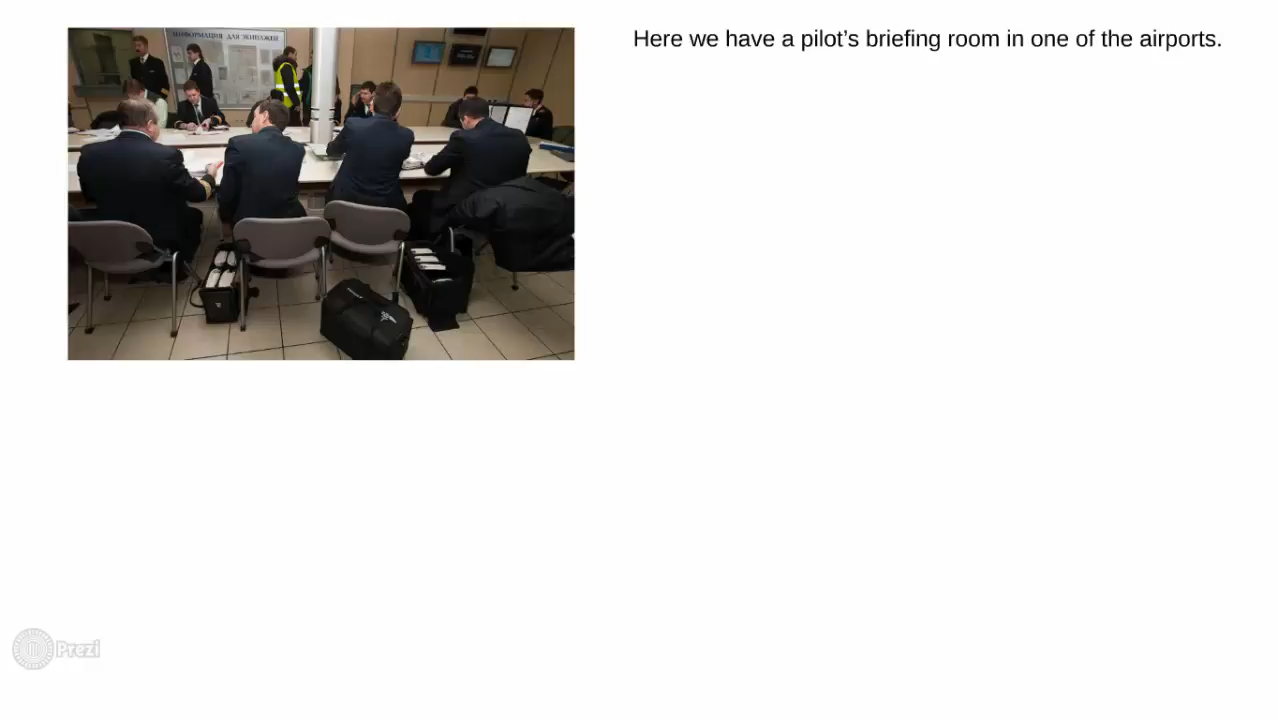 ИНФОРМАЦИЯ ДЛЯ ЭКИПАЖЕЙ
Here we have a pilot’s briefing room in one of the airports.
Prezi